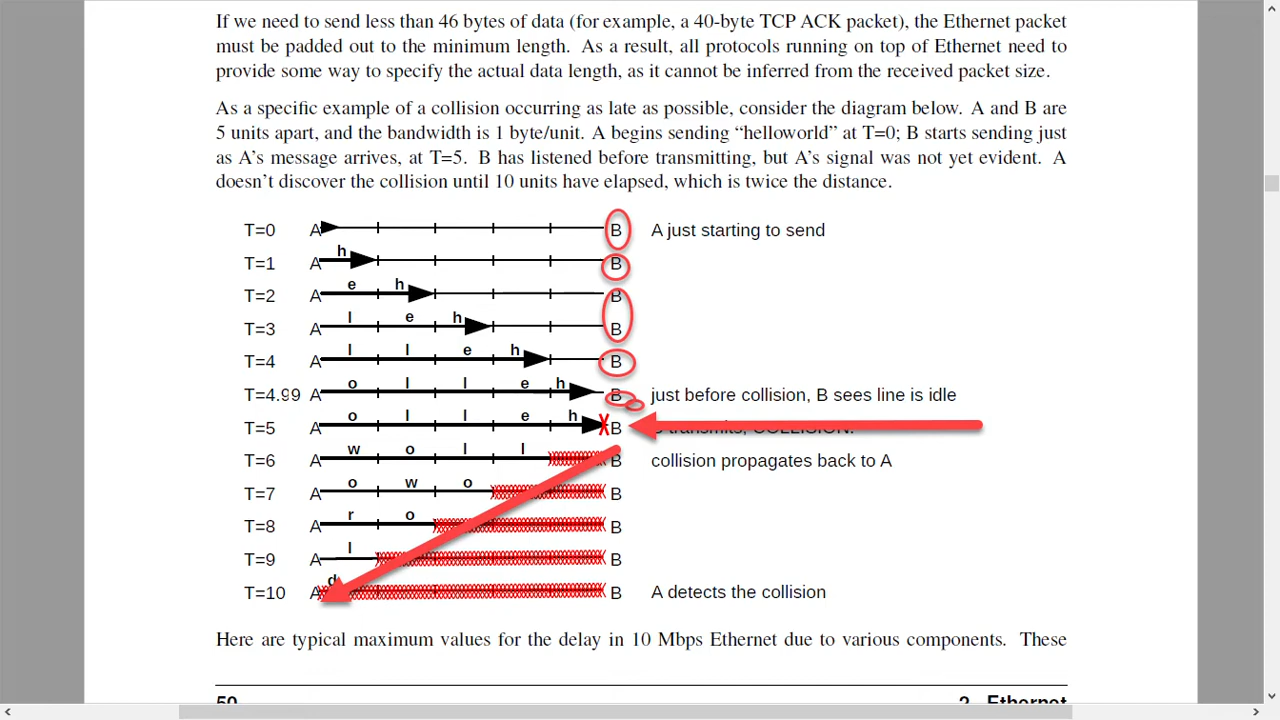 If we need to send less than 46 bytes of data (for example, a 40-byte TCP ACK packet), the Ethernet packet
must be padded out to the minimum length. As a result, all protocols running on top of Ethernet need to
provide some way to specify the actual data length, as it cannot be inferred from the received packet size.
As a specific example of a collision occurring as late as possible, consider the diagram below. A and B are
5 units apart, and the bandwidth is 1 byte/unit. A begins sending “helloworld” at T=0; B starts sending just
as A’s message arrives, at T=5. B has listened before transmitting, but A’s signal was not yet evident. A
doesn’t discover the collision until 10 units have elapsed, which is twice the distance.
T=0 A B A just starting to send
h
T=1 A B
e h
T=2 A B
l e h
T=3 A B
l l e h
T=4 A B
o l l e h
T=4.99 A B just before collision, B sees line is idle
o l l e h
T=5 A B transmits, COLLISION.
w o l l
T=6 A B collision propagates back to A
o w o
T=7 A B
r o
T=8 A B
l
T=9 A B
d
T=10 A B A detects the collision
Here are typical maximum values for the delay in 10 Mbps Ethernet due to various components. These
50 2 Ethernet